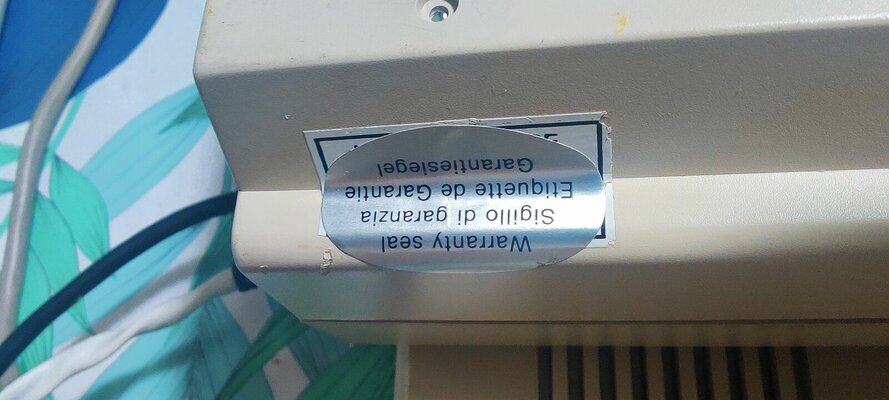 Warranty seal
Sigillo di garanzia
Etiquette de Garantie
Garantiesiegel